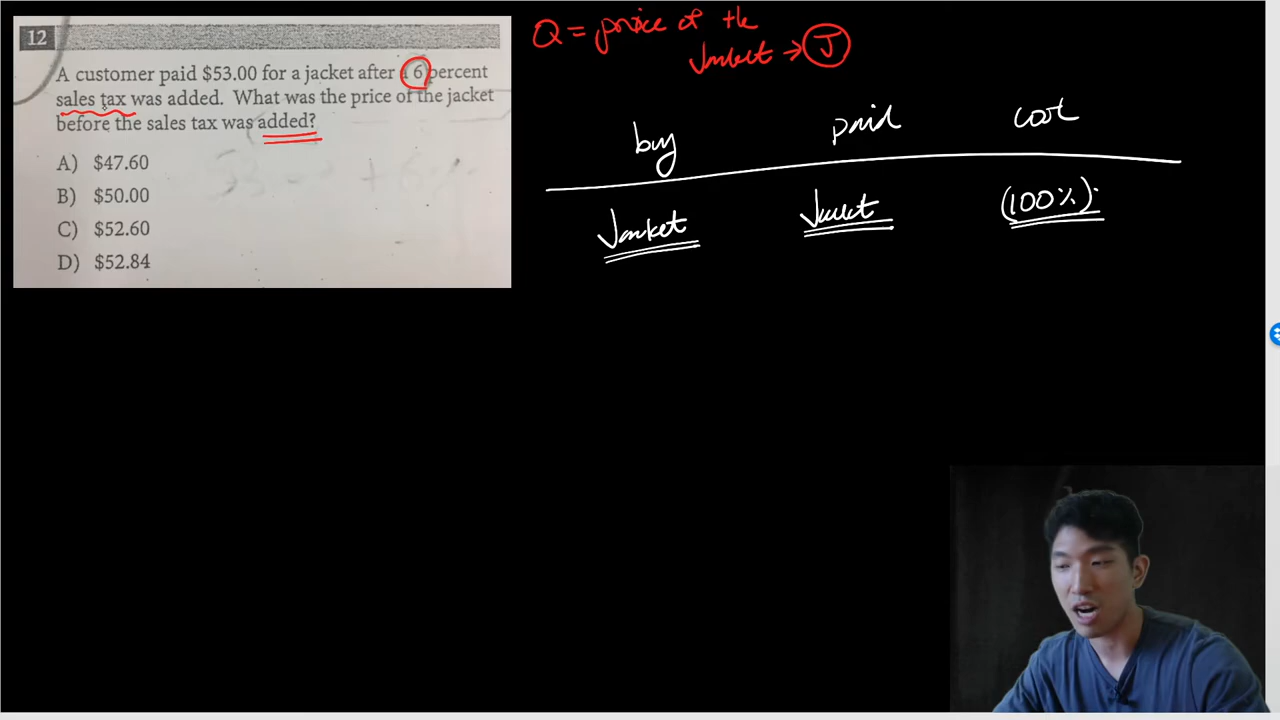 12
A customer paid $53.00 for a jacket after a 6 percent
sales tax was added. What was the price of the jacket
before the sales tax was added?
A) $47.60
B) $50.00
C) $52.60
D) $52.84
Q = price of the
Jacket → J
buy paid cost
Jacket Jacket (100%)